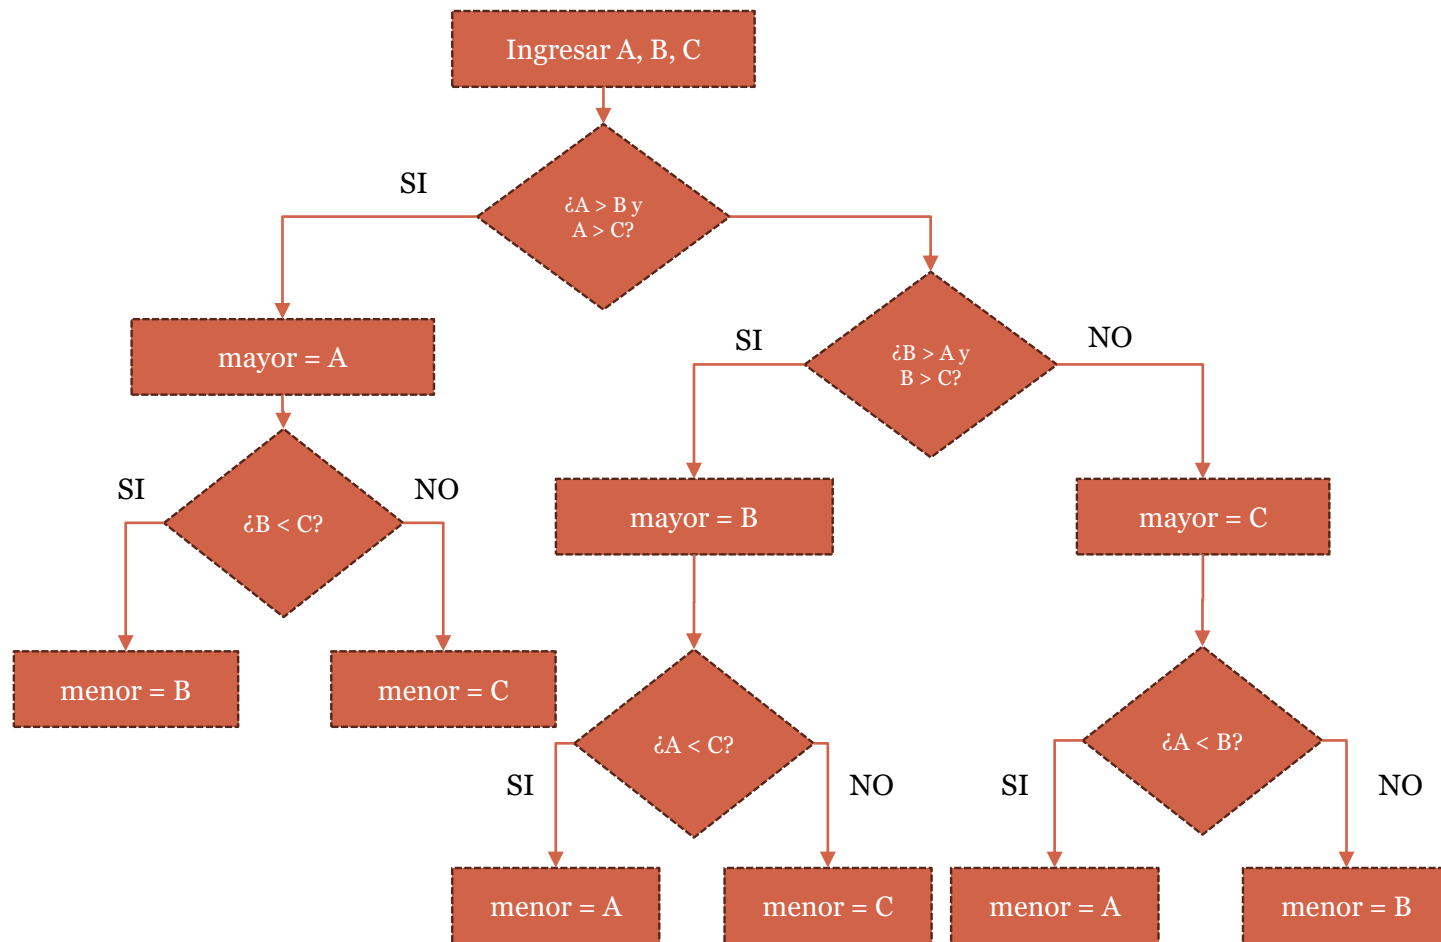 Ingresar A, B, C
SI
¿A > B y
A > C?
mayor = A
SI
¿B > A y
B > C?
NO
SI
¿B < C?
NO
mayor = B
mayor = C
menor = B
menor = C
SI
¿A < C?
NO
SI
¿A < B?
NO
menor = A
menor = C
menor = A
menor = B